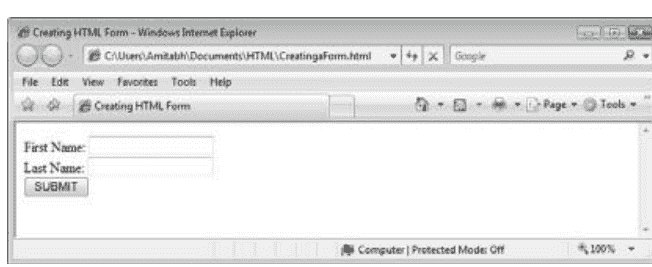 Creating HTML Form - Windows Internet Explorer
C:\Users\Amitabh\Documents\HTML\CreatingaForm.html
Google
File Edit View Favorites Tools Help
Creating HTML Form
Page Tools
First Name:
Last Name:
SUBMIT
Computer | Protected Mode: Off
100%